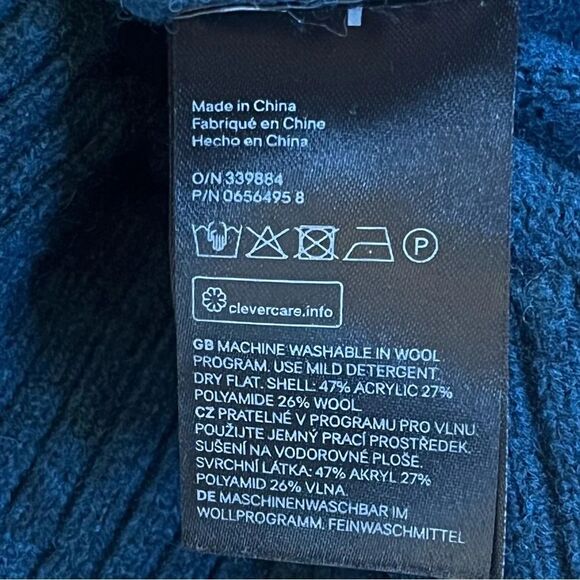 Made in China
Fabriqué en Chine
Hecho en China
O/N 339884
P/N 0656495 8
P
clevercare.info
GB MACHINE WASHABLE IN WOOL
PROGRAM. USE MILD DETERGENT.
DRY FLAT. SHELL: 47% ACRYLIC 27%
POLYAMIDE 26% WOOL
CZ PRATELNÉ V PROGRAMU PRO VLNU.
POUŽIJTE JEMNÝ PRACÍ PROSTŘEDEK.
SUŠENÍ NA VODOROVNÉ PLOŠE.
SVRCHNÍ LÁTKA: 47% AKRYL 27%
POLYAMID 26% VLNA.
DE MASCHINENWASCHBAR IM
WOLLPROGRAMM. FEINWASCHMITTEL